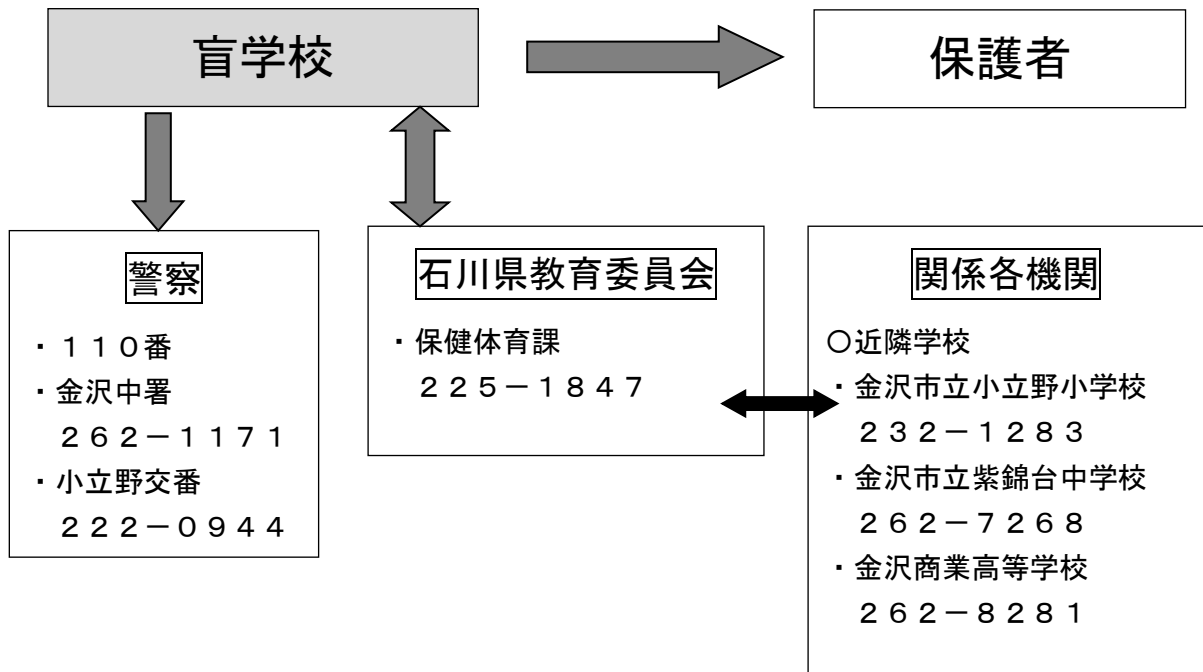 盲学校
保護者
警察
・１１０番
・金沢中署
２６２－１１７１
・小立野交番
２２２－０９４４
石川県教育委員会
・保健体育課
２２５－１８４７
関係各機関
○近隣学校
・金沢市立小立野小学校
２３２－１２８３
・金沢市立紫錦台中学校
２６２－７２６８
・金沢商業高等学校
２６２－８２８１